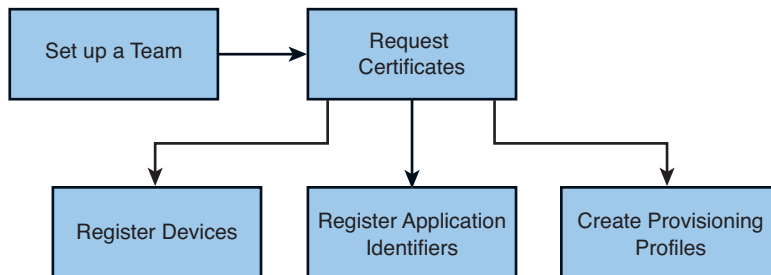 Set up a Team
Request
Certificates
Register Devices
Register Application
Identifiers
Create Provisioning
Profiles